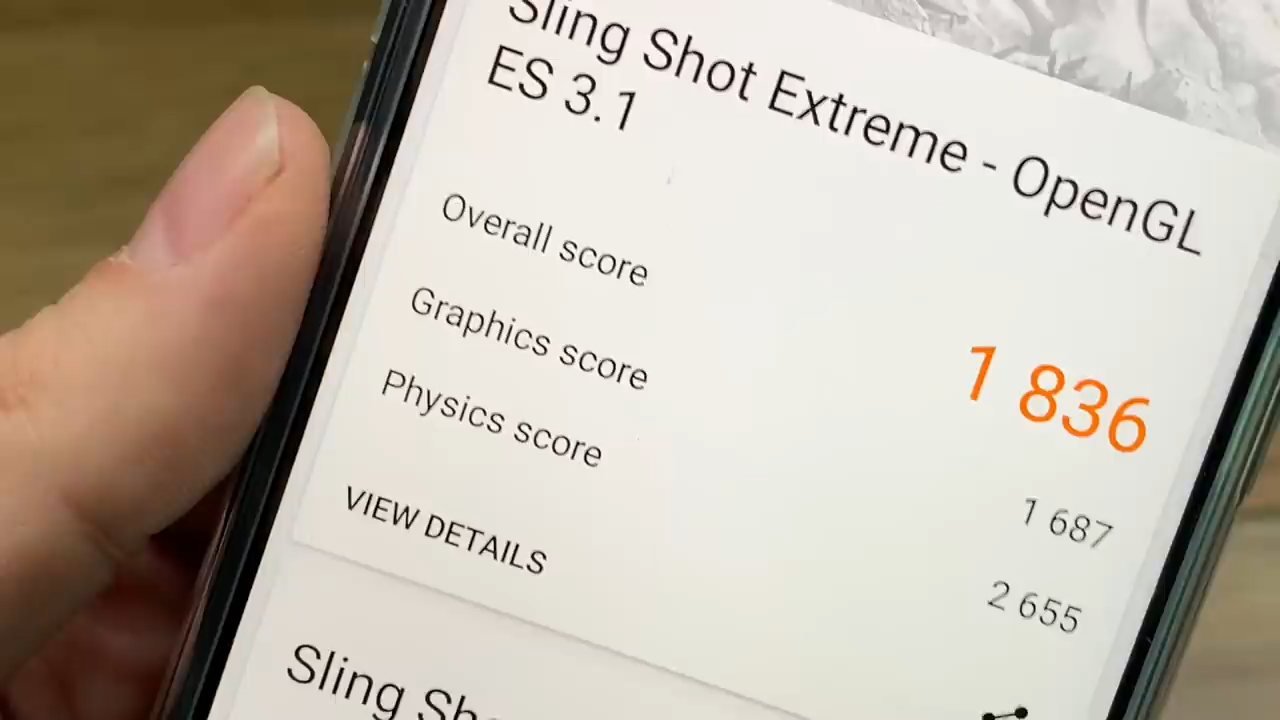 Sling Shot Extreme - OpenGL
ES 3.1
Overall score 1 836
Graphics score 1 687
Physics score 2 655
VIEW DETAILS
Sling